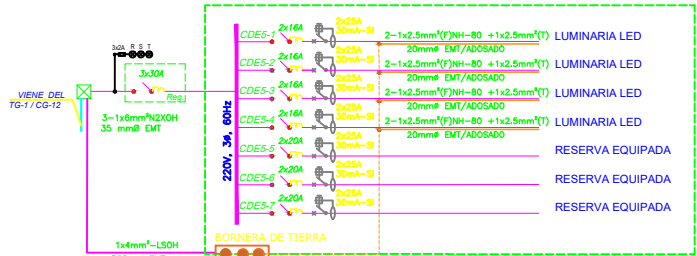 3x2A R S T
3x30A
Reg.
VIENE DEL
TG-1 / CG-12
3-1x6mm²N2XOH
35 mmØ EMT
1x4mm²-LSOH
220V, 3ø, 60Hz
CDE5-1 2x16A 2x25A 30mA-SI 2-1x2.5mm²(F)NH-80 +1x2.5mm²(T) LUMINARIA LED
20mmø EMT/ADOSADO
CDE5-2 2x16A 2x25A 30mA-SI 2-1x2.5mm²(F)NH-80 +1x2.5mm²(T) LUMINARIA LED
20mmø EMT/ADOSADO
CDE5-3 2x16A 2x25A 30mA-SI 2-1x2.5mm²(F)NH-80 +1x2.5mm²(T) LUMINARIA LED
20mmø EMT/ADOSADO
CDE5-4 2x16A 2x25A 30mA-SI 2-1x2.5mm²(F)NH-80 +1x2.5mm²(T) LUMINARIA LED
20mmø EMT/ADOSADO
CDE5-5 2x20A 2x25A 30mA-SI RESERVA EQUIPADA
CDE5-6 2x20A 2x25A 30mA-SI RESERVA EQUIPADA
CDE5-7 2x20A 2x25A 30mA-SI RESERVA EQUIPADA
BORNERA DE TIERRA